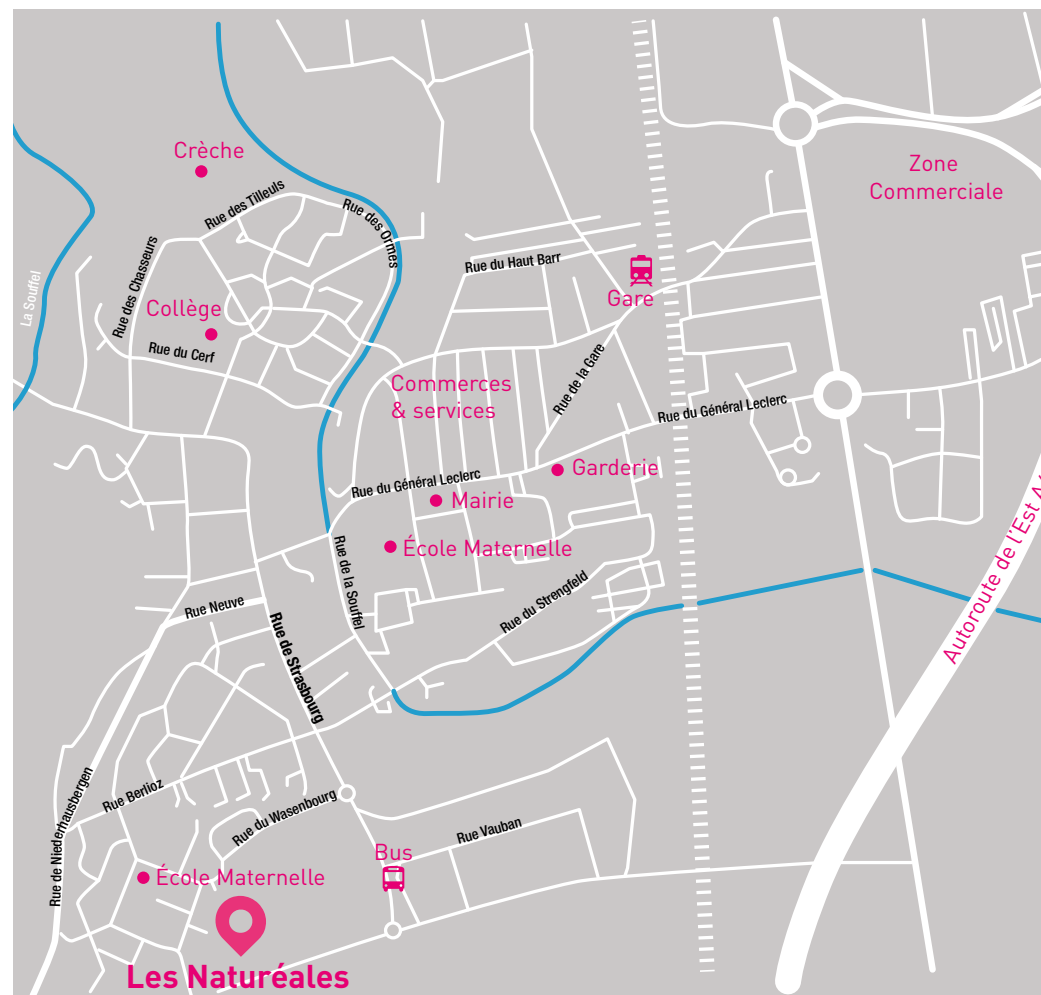 Crèche
Zone
Commerciale
Rue des Tilleuls
Rue des Ormes
La Souffel
Rue des Chasseurs
Rue du Haut Barr
Gare
Collège
Rue du Cerf
Commerces
& services
Rue de la Gare
Rue du Général Leclerc
Garderie
Rue du Général Leclerc
Mairie
École Maternelle
Autoroute de l'Est
Rue de la Souffel
Rue du Strengfeld
Rue Neuve
Rue de Strasbourg
Rue de Niederhausbergen
Rue Berlioz
Rue du Wasenbourg
Rue Vauban
Bus
École Maternelle
Les Naturéales